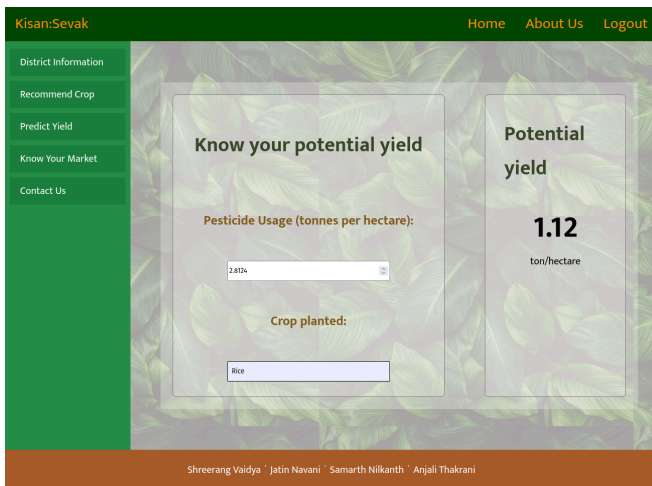 Kisan:Sevak
Home About Us Logout
District Information
Recommend Crop
Predict Yield
Know Your Market
Contact Us
Know your potential yield
Pesticide Usage (tonnes per hectare):
2.8124
Crop planted:
Rice
Potential
yield
1.12
ton/hectare
Shreerang Vaidya ˙ Jatin Navani ˙ Samarth Nilkanth ˙ Anjali Thakrani